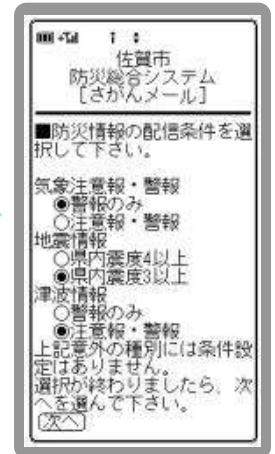 佐賀市
防災総合システム
[さがんメール]
■防災情報の配信条件を選
択して下さい。
気象注意報・警報
◉警報のみ
○注意報・警報
地震情報
○県内震度4以上
◉県内震度3以上
津波情報
○警報のみ
◉注意報・警報
上記意外の種別には条件設
定はありません。
選択が終わりましたら、次
へを選んで下さい。
[次へ]